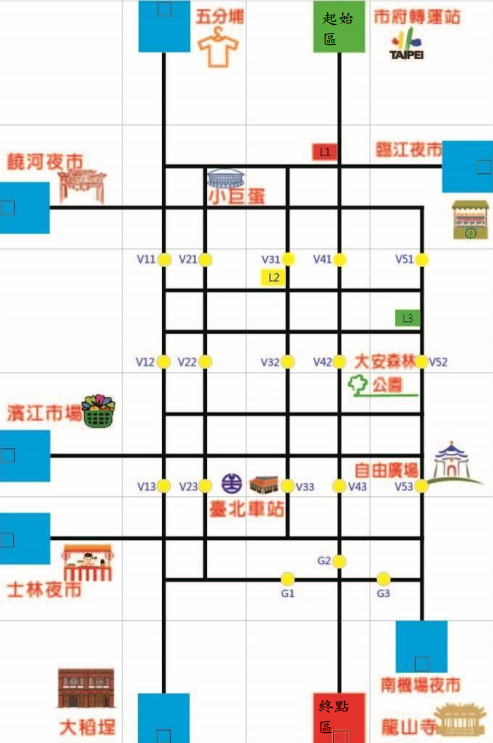 五分埔
起始
區
市府轉運站
TAIPEI
L1
臨江夜市
饒河夜市
小巨蛋
V11
V21
V31
V41
V51
L2
L3
V12
V22
V32
V42
大安森林
V52
公園
濱江市場
自由廣場
V13
V23
V33
V43
V53
臺北車站
G2
士林夜市
G1
G3
南機場夜市
大稻埕
終點
區
龍山寺